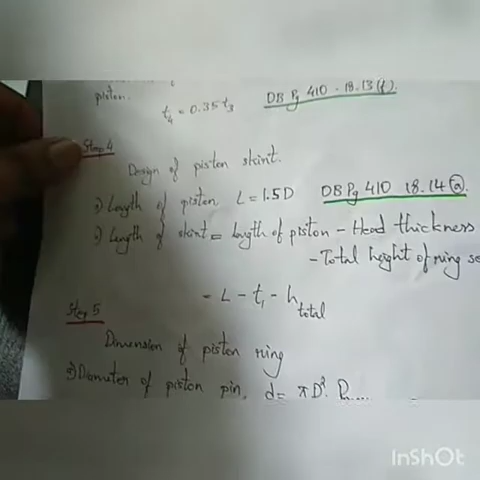 piston.
t4 = 0.35 t3 DB Pg 410 - 18.13(f)
Step 4
Design of piston skirt.
i) Length of piston L = 1.5D DB Pg 410 18.14(a).
ii) Length of skirt = Length of piston - Head thickness
- Total height of ring se
= L - t1 - h total
Step 5
Dimension of piston ring
i) Diameter of piston pin, d = πD².
InShOt